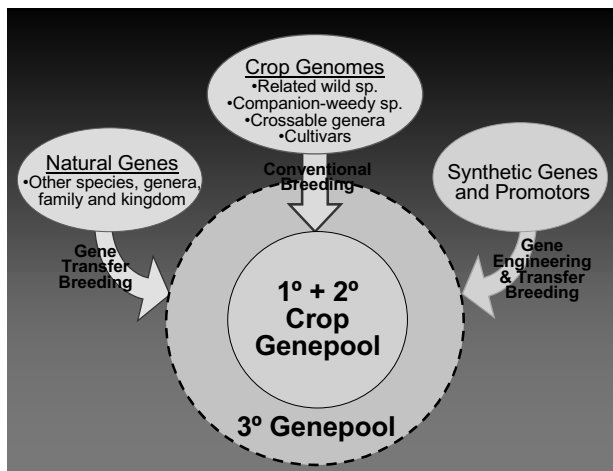 Crop Genomes
•Related wild sp.
•Companion-weedy sp.
•Crossable genera
•Cultivars
Natural Genes
•Other species, genera,
family and kingdom
Synthetic Genes
and Promotors
Conventional
Breeding
Gene
Transfer
Breeding
Gene
Engineering
& Transfer
Breeding
1º + 2º
Crop
Genepool
3º Genepool